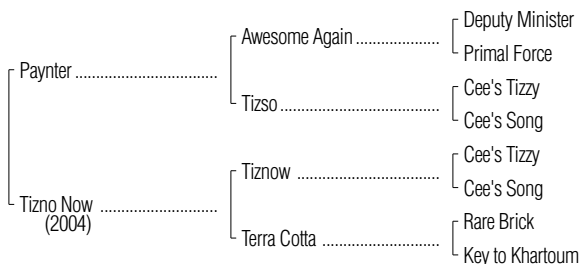 Deputy Minister
Awesome Again ....................
Primal Force
Paynter ..................................
Cee's Tizzy
Tizso .................................
Cee's Song
Cee's Tizzy
Tiznow ..............................
Cee's Song
Tizno Now ............................
(2004)
Rare Brick
Terra Cotta .........................
Key to Khartoum